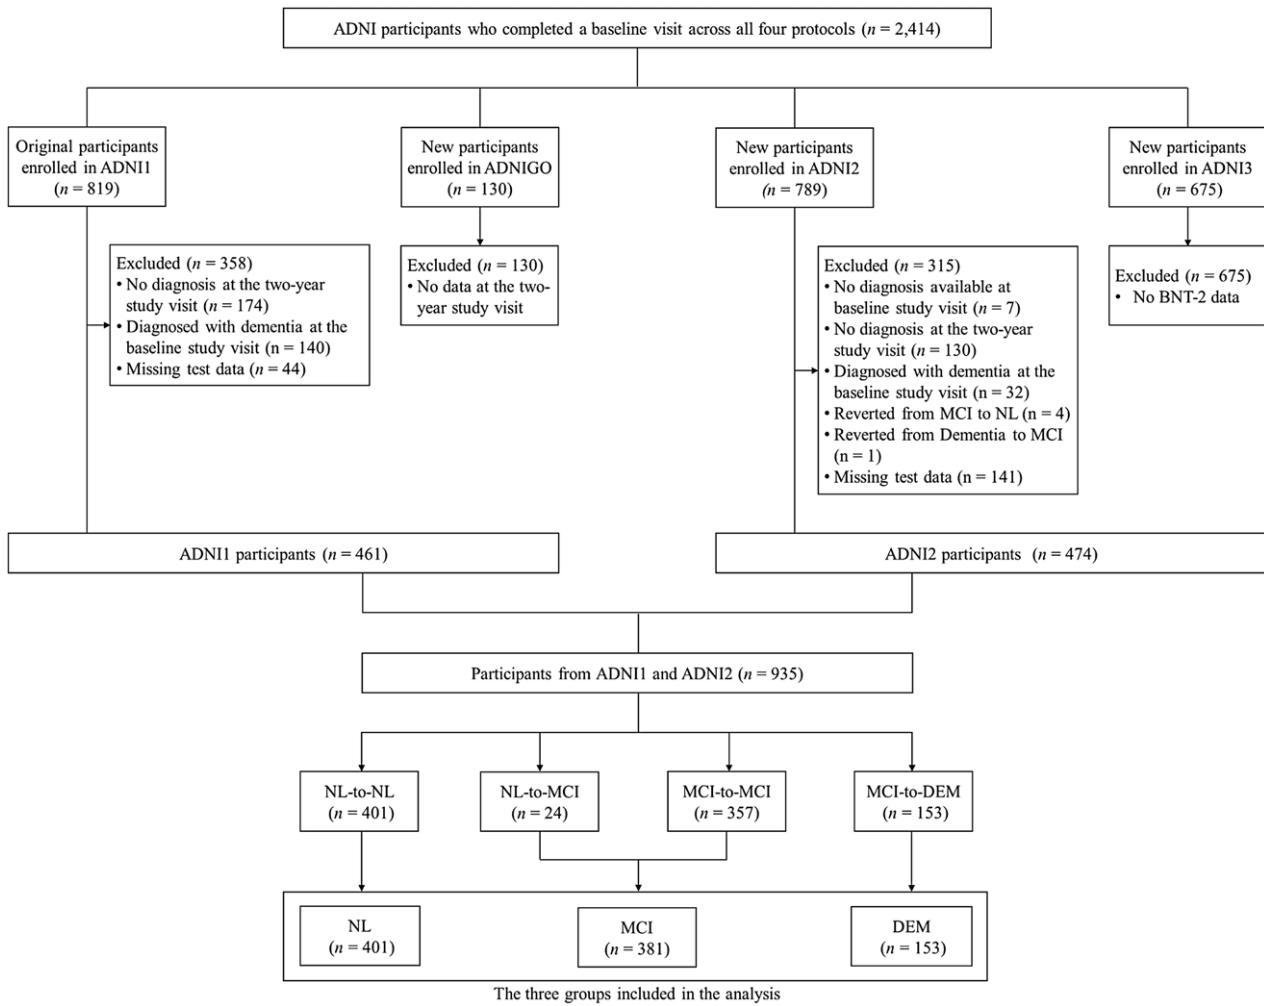 ADNI participants who completed a baseline visit across all four protocols (n = 2,414)
Original participants
enrolled in ADNI1
(n = 819)
New participants
enrolled in ADNIGO
(n = 130)
New participants
enrolled in ADNI2
(n = 789)
New participants
enrolled in ADNI3
(n = 675)
Excluded (n = 358)
• No diagnosis at the two-year
study visit (n = 174)
• Diagnosed with dementia at the
baseline study visit (n = 140)
• Missing test data (n = 44)
Excluded (n = 130)
• No data at the two-
year study visit
Excluded (n = 315)
• No diagnosis available at
baseline study visit (n = 7)
• No diagnosis at the two-year
study visit (n = 130)
• Diagnosed with dementia at the
baseline study visit (n = 32)
• Reverted from MCI to NL (n = 4)
• Reverted from Dementia to MCI
(n = 1)
• Missing test data (n = 141)
Excluded (n = 675)
• No BNT-2 data
ADNI1 participants (n = 461)
ADNI2 participants (n = 474)
Participants from ADNI1 and ADNI2 (n = 935)
NL-to-NL
(n = 401)
NL-to-MCI
(n = 24)
MCI-to-MCI
(n = 357)
MCI-to-DEM
(n = 153)
NL
(n = 401)
MCI
(n = 381)
DEM
(n = 153)
The three groups included in the analysis